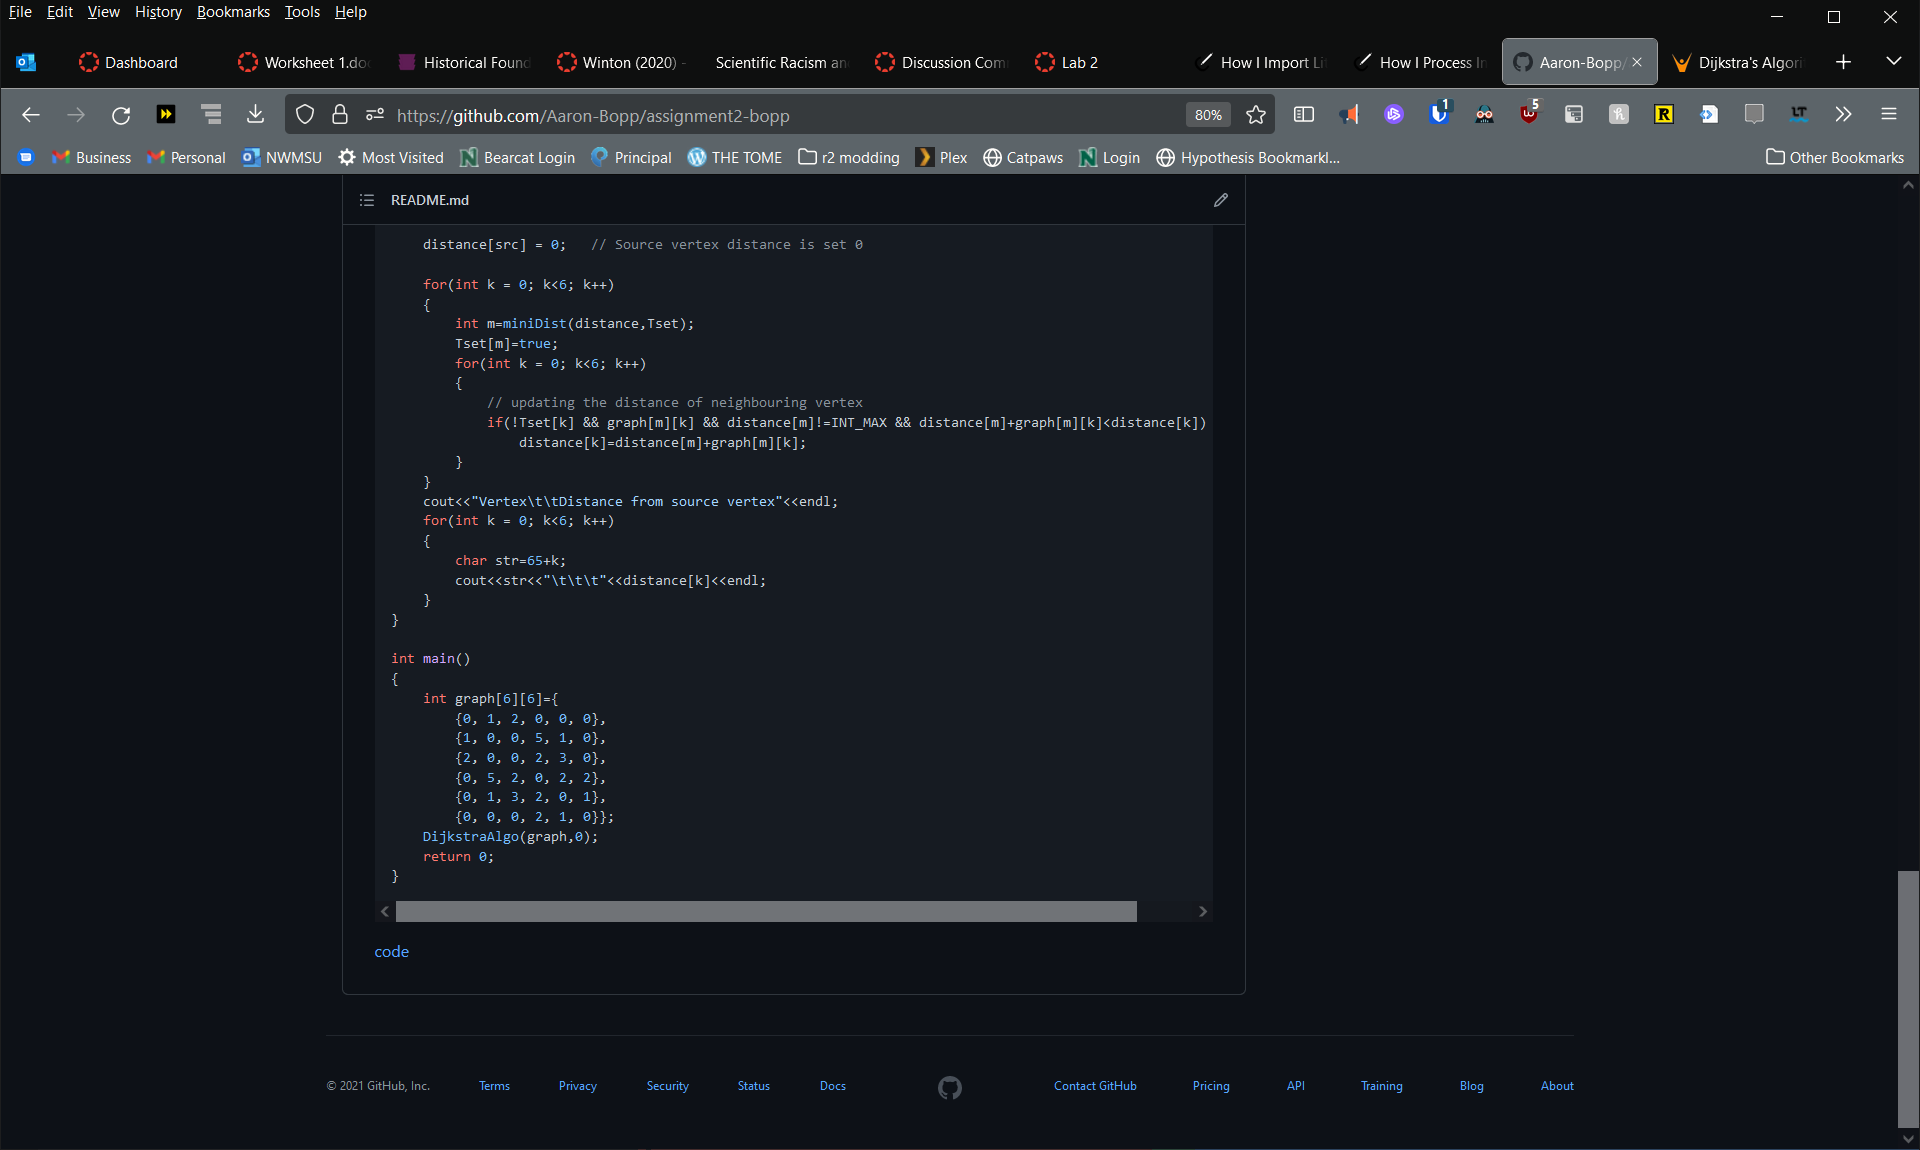 File Edit View History Bookmarks Tools Help
Dashboard Worksheet 1.doc Historical Found Winton (2020) - Scientific Racism an Discussion Com Lab 2 How I Import Lit How I Process In Aaron-Bopp/ Dijkstra's Algori
https://github.com/Aaron-Bopp/assignment2-bopp 80% 1 5 h R LT
Business Personal NWMSU Most Visited Bearcat Login Principal THE TOME r2 modding Plex Catpaws Login Hypothesis Bookmarkl... Other Bookmarks
README.md
distance[src] = 0;   // Source vertex distance is set 0
for(int k = 0; k<6; k++)
{
int m=miniDist(distance,Tset);
Tset[m]=true;
for(int k = 0; k<6; k++)
{
// updating the distance of neighbouring vertex
if(!Tset[k] && graph[m][k] && distance[m]!=INT_MAX && distance[m]+graph[m][k]<distance[k])
distance[k]=distance[m]+graph[m][k];
}
}
cout<<"Vertex\t\tDistance from source vertex"<<endl;
for(int k = 0; k<6; k++)
{
char str=65+k;
cout<<str<<"\t\t\t"<<distance[k]<<endl;
}
}
int main()
{
int graph[6][6]={
{0, 1, 2, 0, 0, 0},
{1, 0, 0, 5, 1, 0},
{2, 0, 0, 2, 3, 0},
{0, 5, 2, 0, 2, 2},
{0, 1, 3, 2, 0, 1},
{0, 0, 0, 2, 1, 0}};
DijkstraAlgo(graph,0);
return 0;
}
code
© 2021 GitHub, Inc. Terms Privacy Security Status Docs Contact GitHub Pricing API Training Blog About